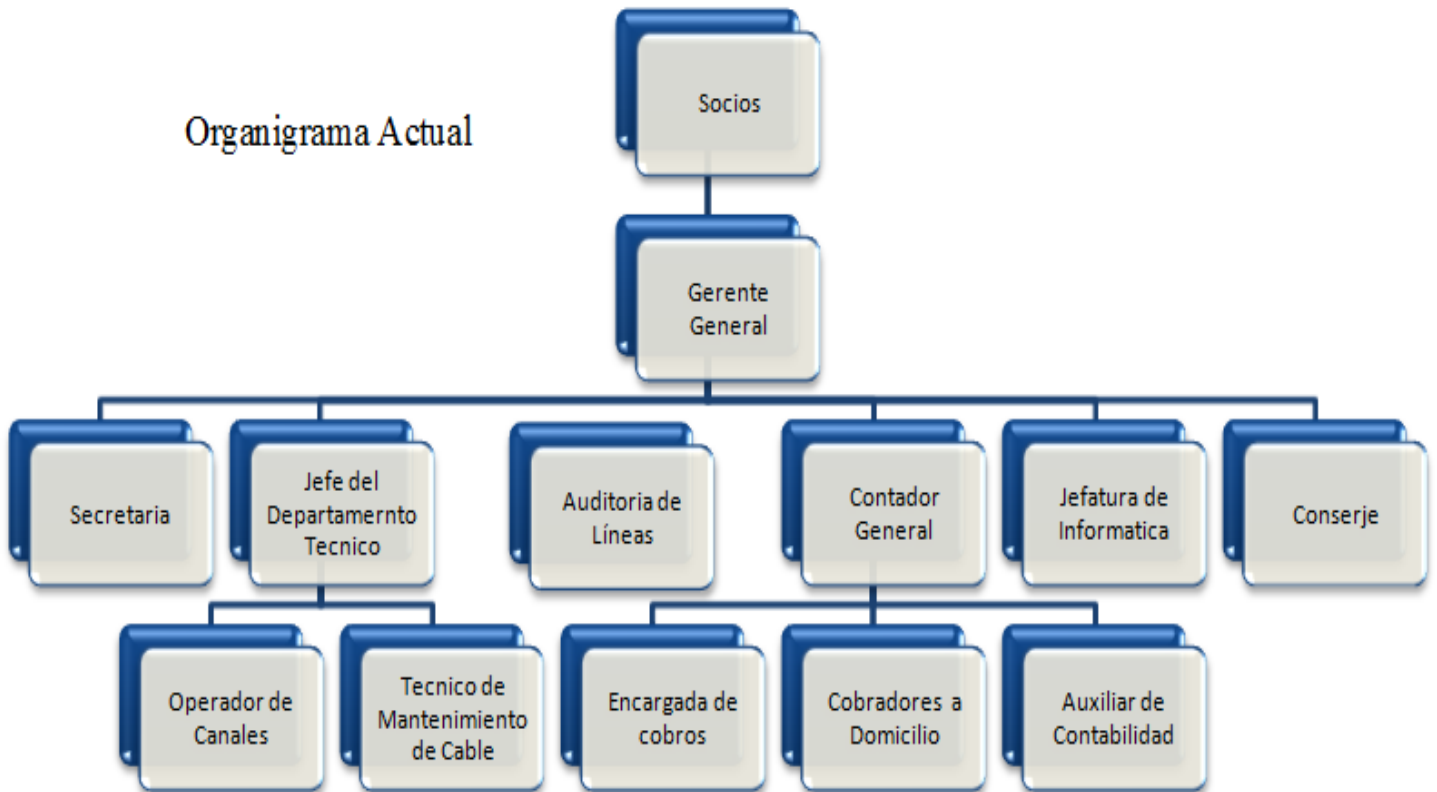 Socios
Organigrama Actual
Gerente
General
Secretaria
Jefe del
Departamernto
Tecnico
Auditoria de
Líneas
Contador
General
Jefatura de
Informatica
Conserje
Operador de
Canales
Tecnico de
Mantenimiento
de Cable
Encargada de
cobros
Cobradores a
Domicilio
Auxiliar de
Contabilidad